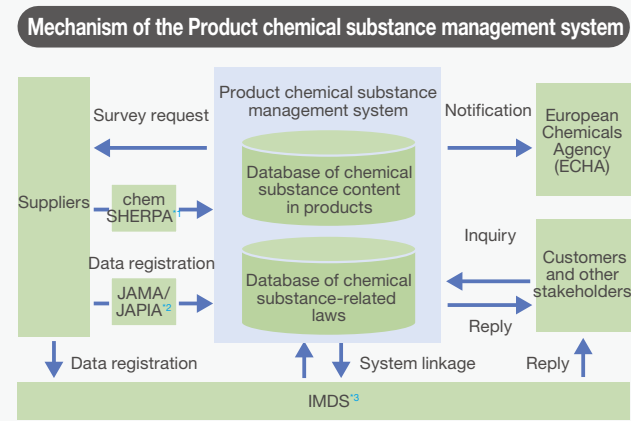 Mechanism of the Product chemical substance management system
Product chemical substance
management system
Survey request
Notification
European
Chemicals
Agency
(ECHA)
Suppliers
Database of chemical
substance content
in products
chem
SHERPA*1
Data registration
JAMA/
JAPIA*2
Database of chemical
substance-related
laws
Inquiry
Customers
and other
stakeholders
Reply
Data registration
System linkage
Reply
IMDS*3